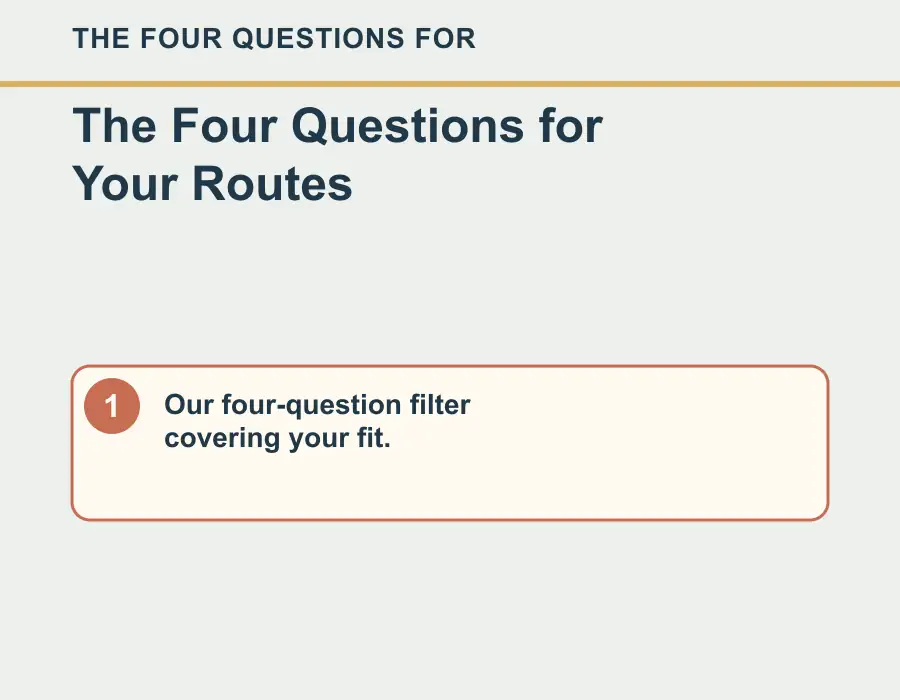 THE FOUR QUESTIONS FOR
The Four Questions for
Your Routes
1
Our four-question filter
covering your fit.